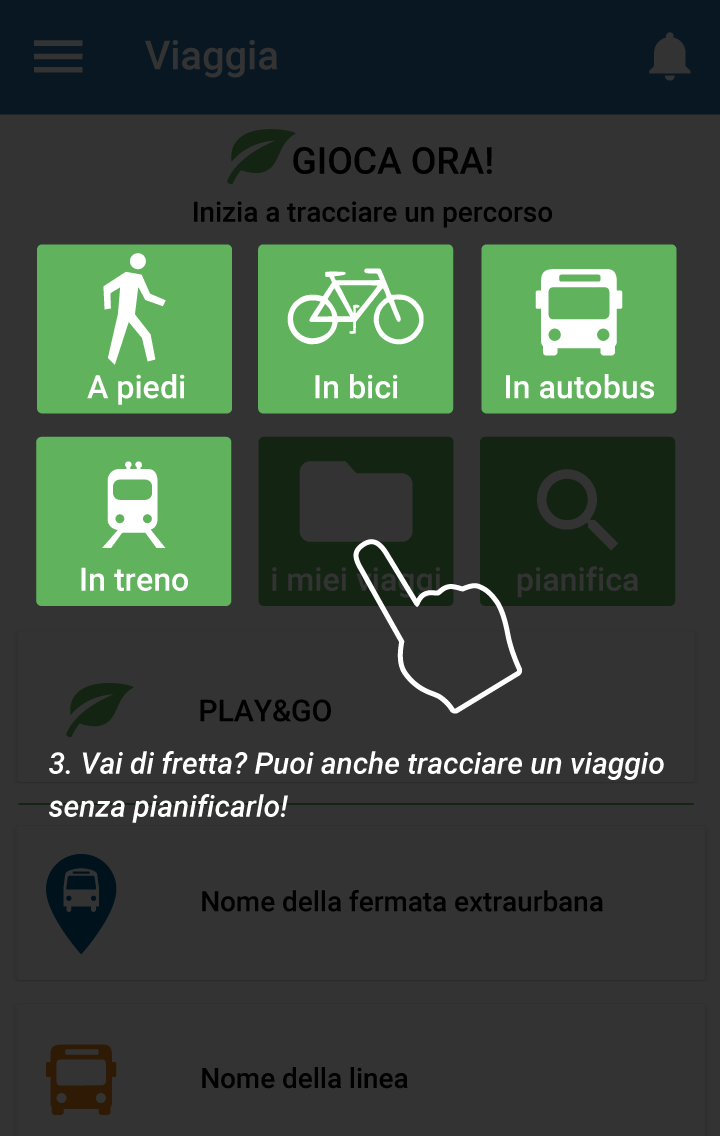 Viaggia
GIOCA ORA!
Inizia a tracciare un percorso
A piedi
In bici
In autobus
In treno
i miei viaggi
pianifica
PLAY&GO
3. Vai di fretta? Puoi anche tracciare un viaggio
senza pianificarlo!
Nome della fermata extraurbana
Nome della linea